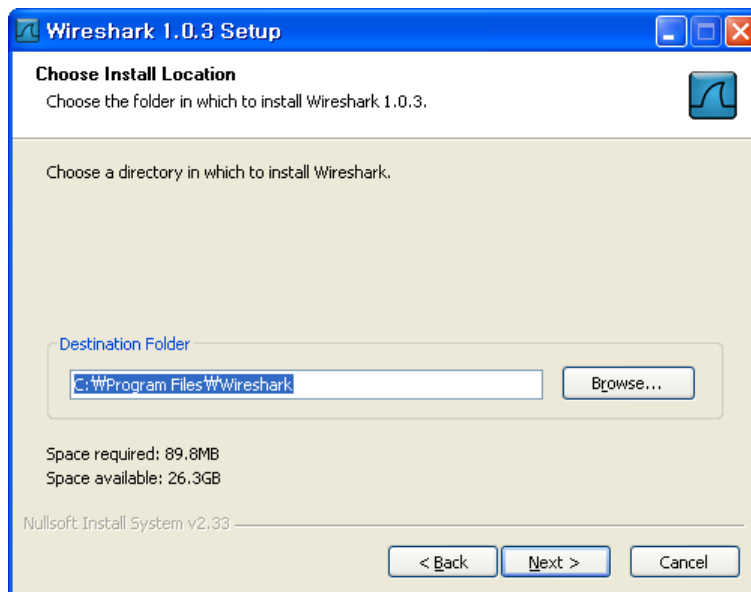 Wireshark 1.0.3 Setup
Choose Install Location
Choose the folder in which to install Wireshark 1.0.3.
Choose a directory in which to install Wireshark.
Destination Folder
C:₩Program Files₩Wireshark
Browse...
Space required: 89.8MB
Space available: 26.3GB
Nullsoft Install System v2.33
< Back
Next >
Cancel